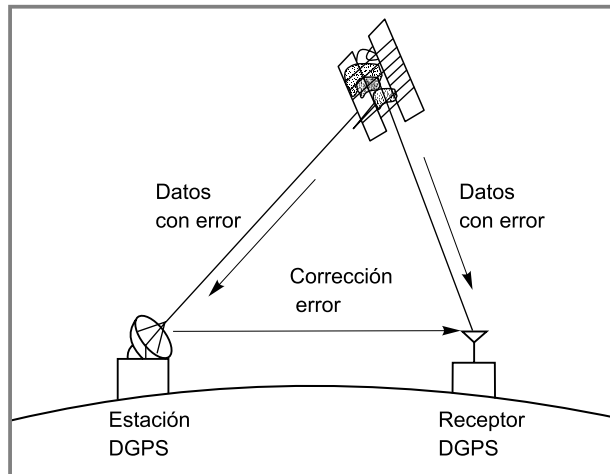 Datos
con error
Datos
con error
Corrección
error
Estación
DGPS
Receptor
DGPS